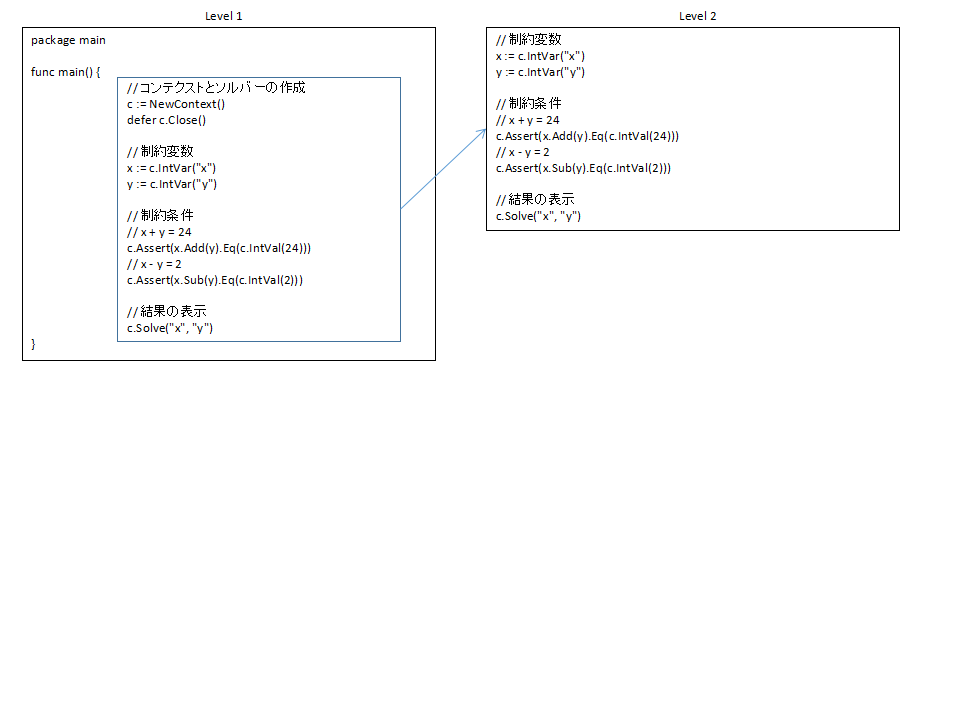 Level 1
package main
func main() {
//コンテクストとソルバーの作成
c := NewContext()
defer c.Close()
//制約変数
x := c.IntVar("x")
y := c.IntVar("y")
//制約条件
// x + y = 24
c.Assert(x.Add(y).Eq(c.IntVal(24)))
// x - y = 2
c.Assert(x.Sub(y).Eq(c.IntVal(2)))
//結果の表示
c.Solve("x", "y")
}
Level 2
//制約変数
x := c.IntVar("x")
y := c.IntVar("y")
//制約条件
// x + y = 24
c.Assert(x.Add(y).Eq(c.IntVal(24)))
// x - y = 2
c.Assert(x.Sub(y).Eq(c.IntVal(2)))
//結果の表示
c.Solve("x", "y")